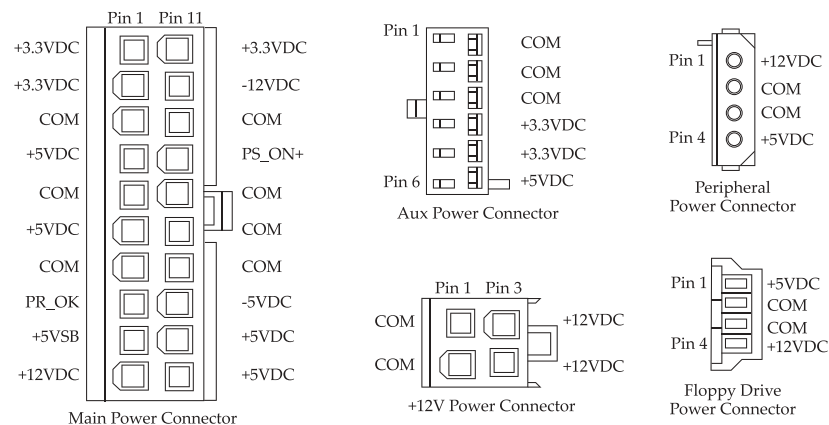 Pin 1 Pin 11
+3.3VDC +3.3VDC
+3.3VDC -12VDC
COM COM
+5VDC PS_ON+
COM COM
+5VDC COM
COM COM
PR_OK -5VDC
+5VSB +5VDC
+12VDC +5VDC
Main Power Connector
Pin 1 COM
COM
COM
+3.3VDC
+3.3VDC
Pin 6 +5VDC
Aux Power Connector
Pin 1 +12VDC
COM
COM
Pin 4 +5VDC
Peripheral
Power Connector
Pin 1 Pin 3
COM +12VDC
COM +12VDC
+12V Power Connector
Pin 1 +5VDC
COM
COM
Pin 4 +12VDC
Floppy Drive
Power Connector